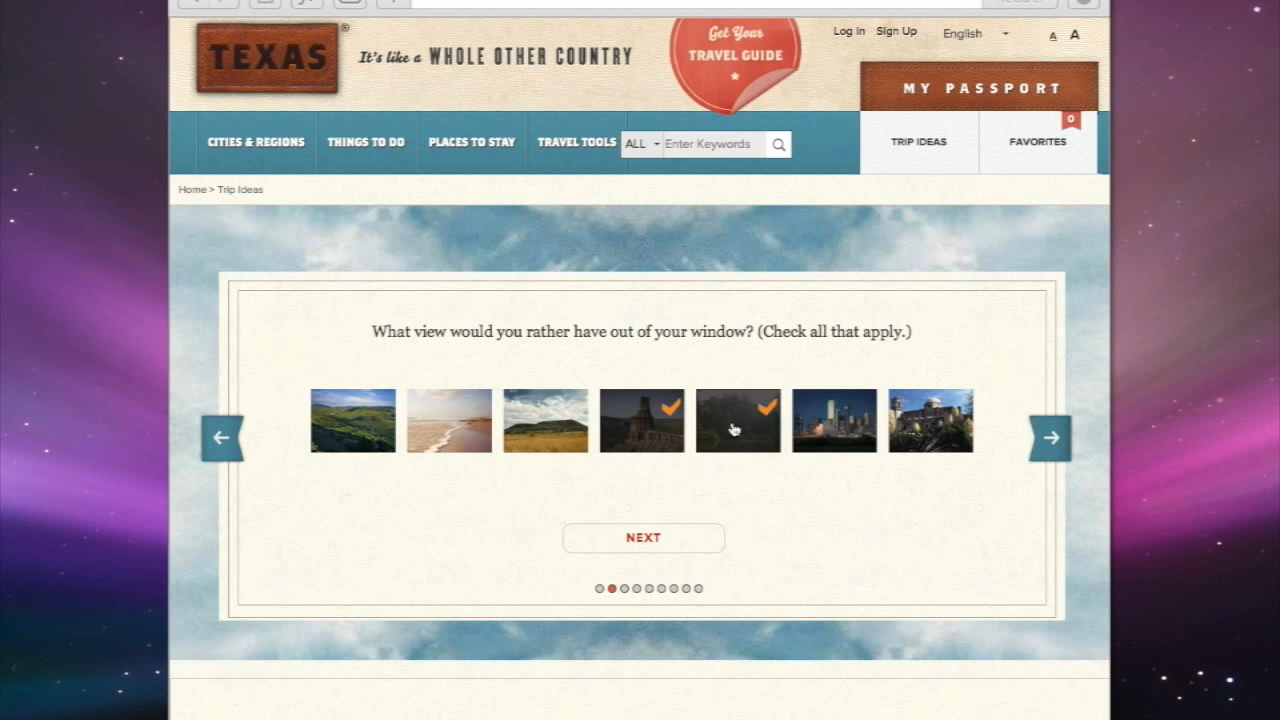 Get Your
TRAVEL GUIDE
Log In Sign Up English A A
TEXAS ®
It's like a WHOLE OTHER COUNTRY
MY PASSPORT
0
CITIES & REGIONS THINGS TO DO PLACES TO STAY TRAVEL TOOLS ALL Enter Keywords TRIP IDEAS FAVORITES
Home > Trip Ideas
What view would you rather have out of your window? (Check all that apply.)
NEXT